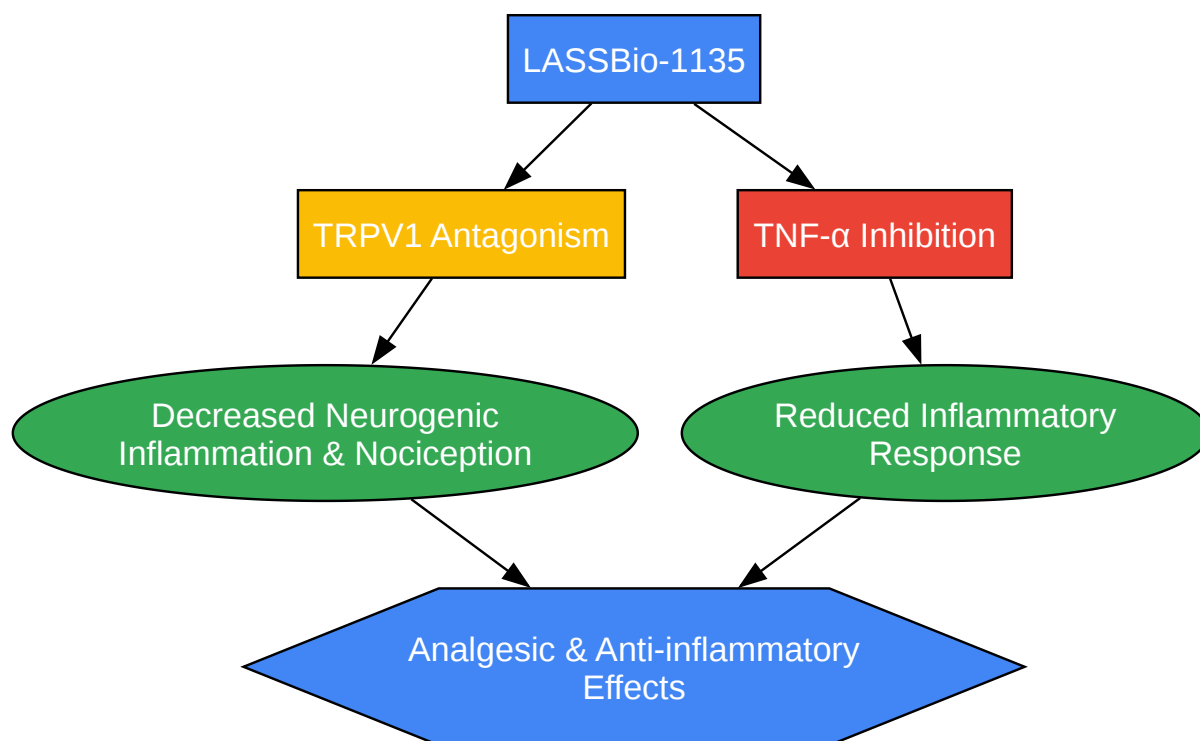 LASSBio-1135
TRPV1 Antagonism
TNF-α Inhibition
Decreased Neurogenic
Inflammation & Nociception
Reduced Inflammatory
Response
Analgesic & Anti-inflammatory
Effects